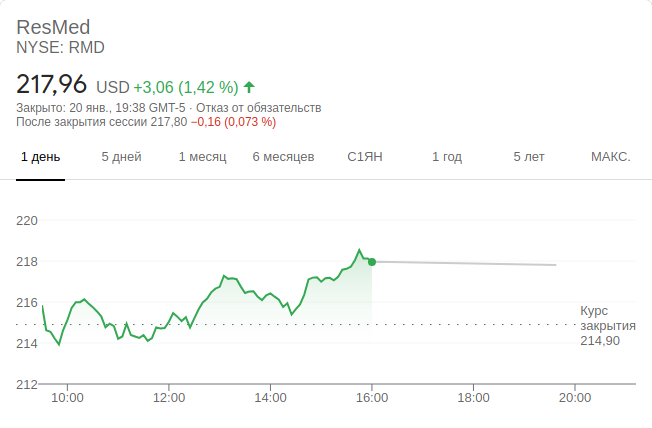 ResMed
NYSE: RMD
217,96 USD +3,06 (1,42 %)
Закрыто: 20 янв., 19:38 GMT-5 · Отказ от обязательств
После закрытия сессии 217,80 −0,16 (0,073 %)
1 день 5 дней 1 месяц 6 месяцев С1ЯН 1 год 5 лет МАКС.
220
218
216
214
212
Курс
закрытия
214,90
10:00 12:00 14:00 16:00 18:00 20:00